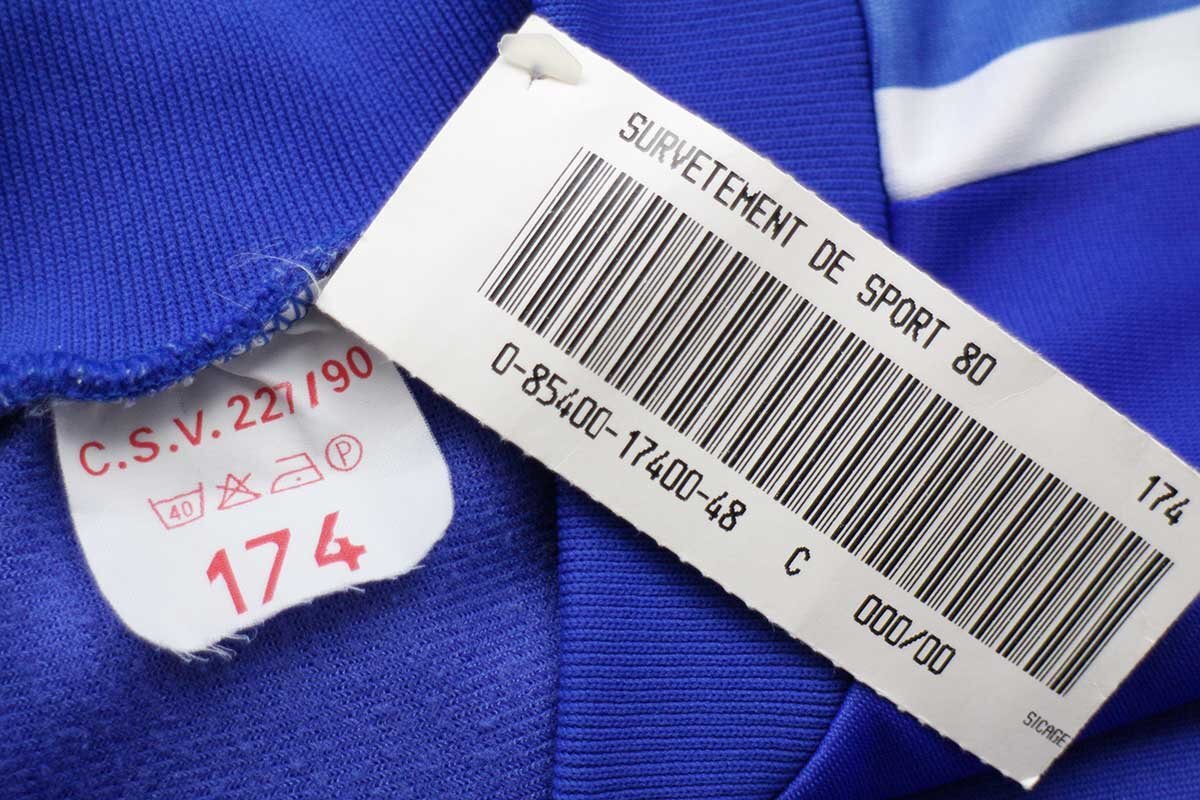 SURVETEMENT DE SPORT 80
174
0-85400-17400-48 C 000/00
SICAGE
C.S.V. 227/90
40 P
174